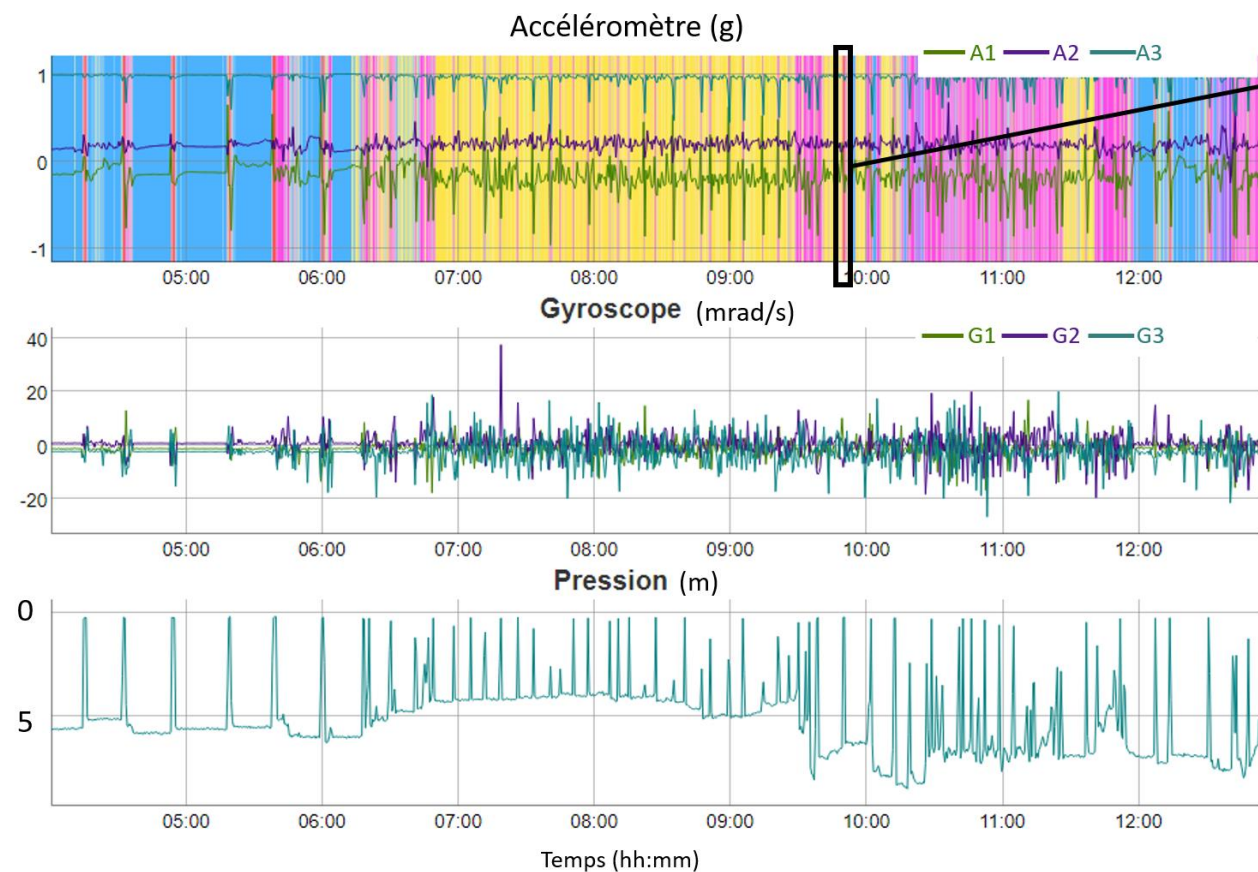 Accéléromètre (g)
A1 A2 A3
1
0
-1
05:00 06:00 07:00 08:00 09:00 10:00 11:00 12:00
Gyroscope (mrad/s)
G1 G2 G3
40
20
0
-20
05:00 06:00 07:00 08:00 09:00 10:00 11:00 12:00
Pression (m)
0
5
05:00 06:00 07:00 08:00 09:00 10:00 11:00 12:00
Temps (hh:mm)